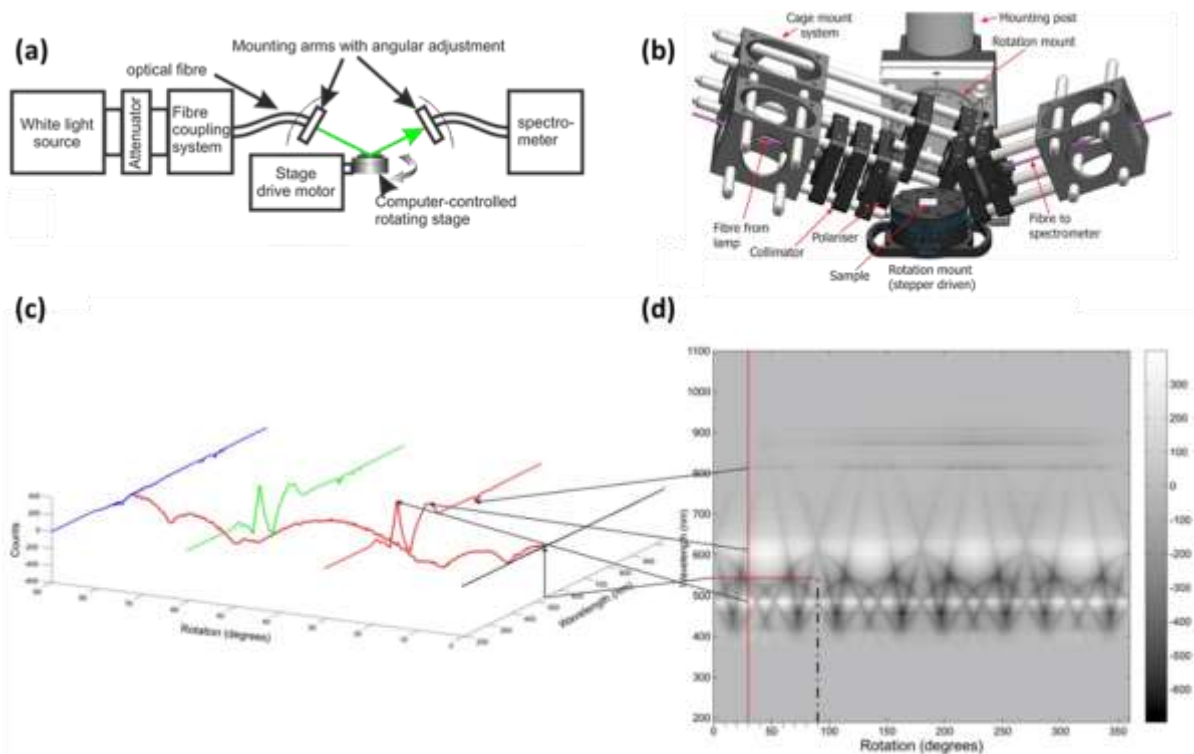 (a)
Mounting arms with angular adjustment
optical fibre
White light
source
Attenuator
Fibre
coupling
system
spectro-
meter
Stage
drive motor
Computer-controlled
rotating stage
(b)
Cage mount
system
Mounting post
Rotation mount
Fibre from
lamp
Collimator
Polariser
Sample
Rotation mount
(stepper driven)
Fibre to
spectrometer
(c)
Counts
Rotation (degrees)
Wavelength (nm)
(d)
1100
1000
900
800
700
600
500
400
300
200
Wavelength (nm)
0
50
100
150
200
250
300
350
Rotation (degrees)
300
200
100
0
-100
-200
-300
-400
-500
-600